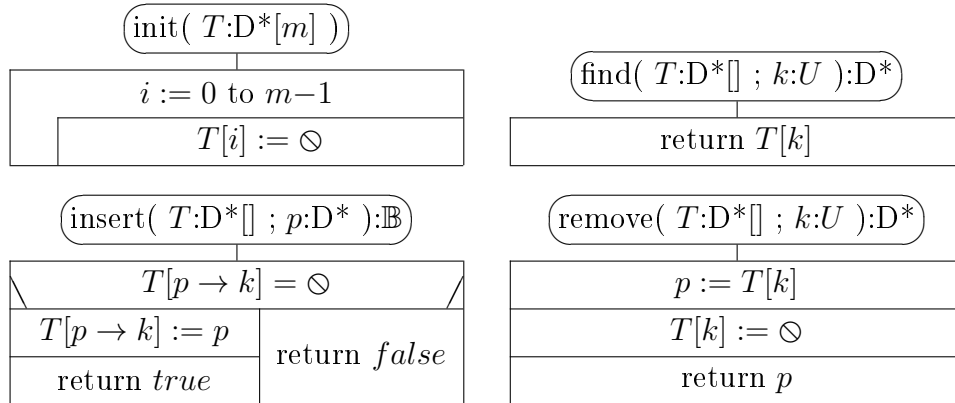 init( T:D*[m] )
i := 0 to m−1
T[i] := ⦸
find( T:D*[] ; k:U ):D*
return T[k]
insert( T:D*[] ; p:D* ):𝔹
T[p → k] = ⦸
T[p → k] := p
return true
return false
remove( T:D*[] ; k:U ):D*
p := T[k]
T[k] := ⦸
return p